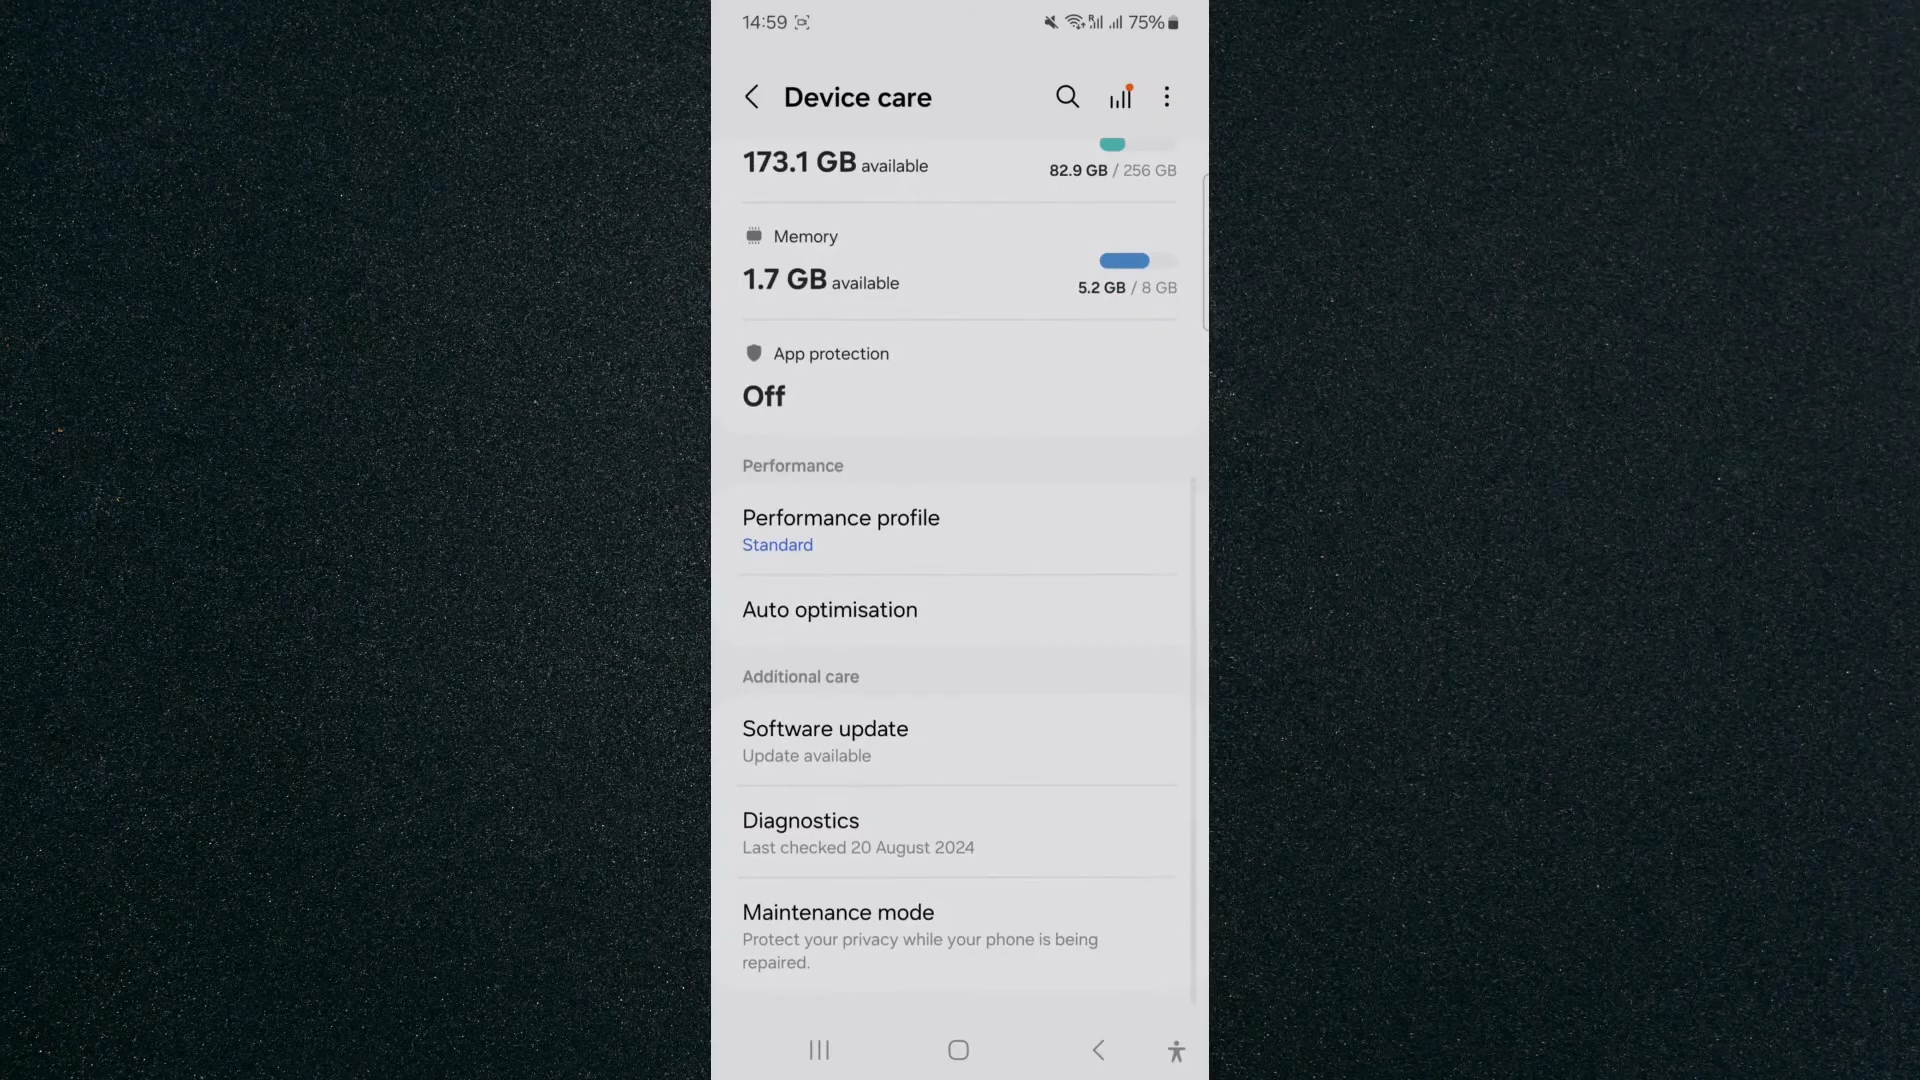 14:59 75%
Device care
173.1 GB available
82.9 GB / 256 GB
Memory
1.7 GB available
5.2 GB / 8 GB
App protection
Off
Performance
Performance profile
Standard
Auto optimisation
Additional care
Software update
Update available
Diagnostics
Last checked 20 August 2024
Maintenance mode
Protect your privacy while your phone is being
repaired.